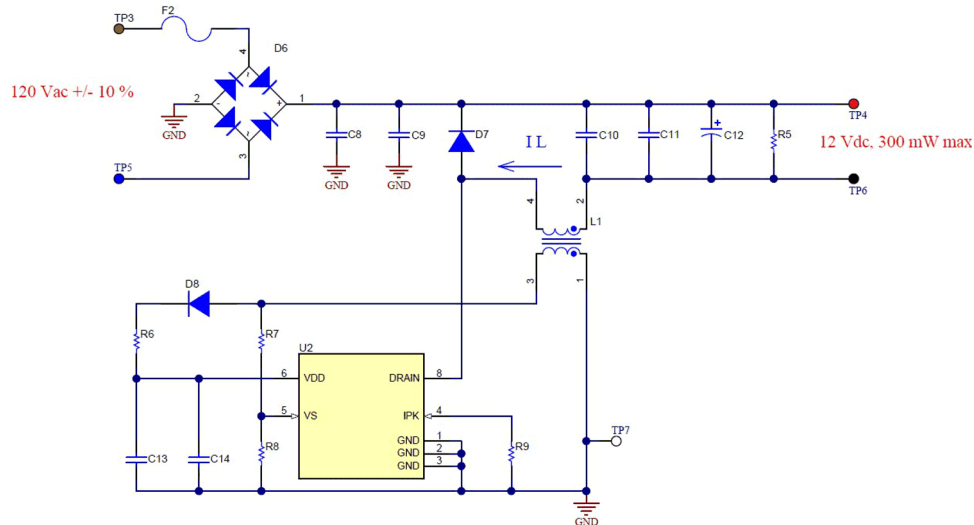 TP3
F2
4
D6
120 Vac +/- 10 %
2
-
+
1
GND
~
~
3
TP5
C8
GND
C9
GND
D7
I L
C10
C11
+
C12
R5
TP4
12 Vdc, 300 mW max
TP6
4
2
L1
3
1
D8
R6
R7
U2
6
VDD
DRAIN
8
5
VS
IPK
4
GND
1
GND
2
GND
3
R8
R9
C13
C14
TP7
GND